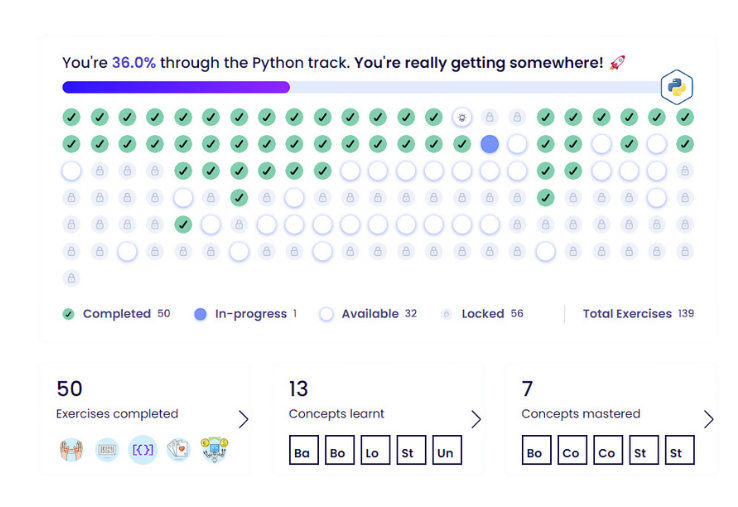 You're 36.0% through the Python track. You're really getting somewhere! 🚀
Completed 50 In-progress 1 Available 32 Locked 56 Total Exercises 139
50 13 7
Exercises completed Concepts learnt Concepts mastered
Ba Bo Lo St Un Bo Co Co St St